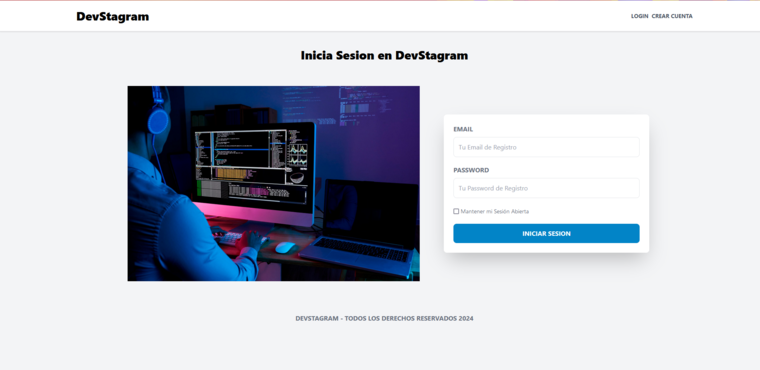 DevStagram
LOGIN CREAR CUENTA
Inicia Sesion en DevStagram
EMAIL
Tu Email de Registro
PASSWORD
Tu Password de Registro
Mantener mi Sesión Abierta
INICIAR SESION
DEVSTAGRAM - TODOS LOS DERECHOS RESERVADOS 2024